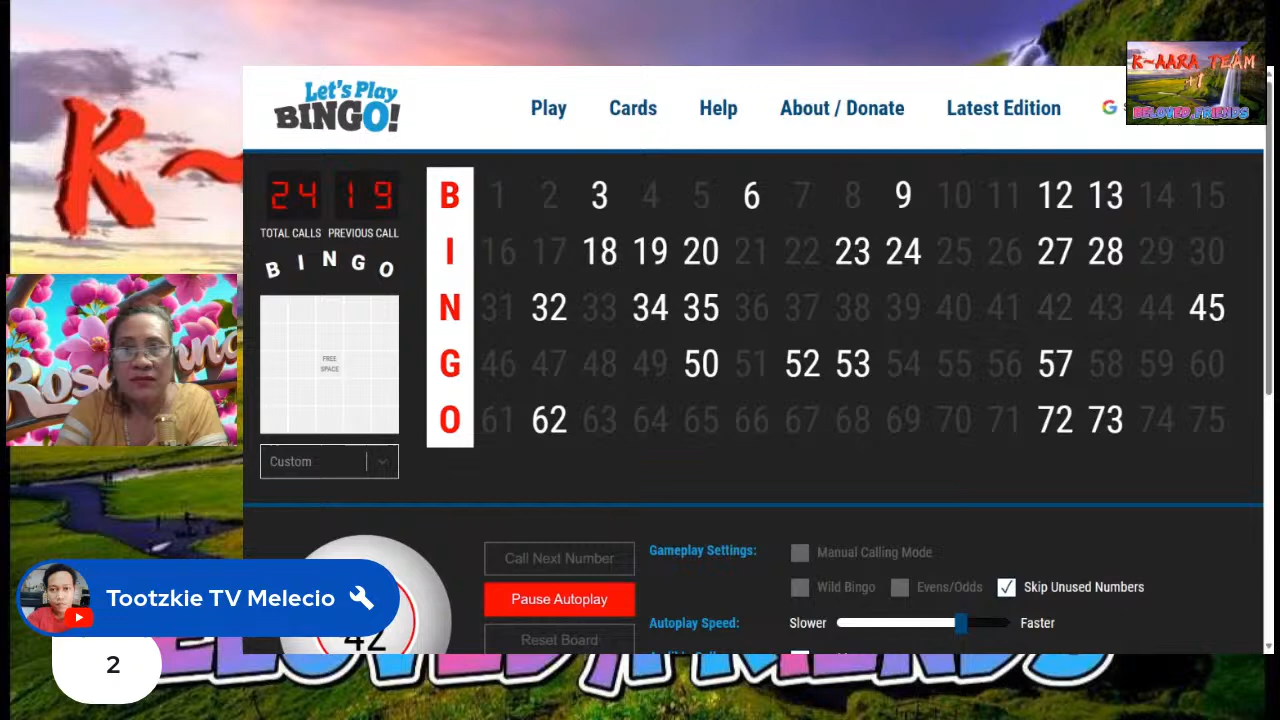 K~
K~AARA TEAM
+1
BELOVED,FRIENDS
Let's Play
BINGO!
Play Cards Help About / Donate Latest Edition
24 19
TOTAL CALLS PREVIOUS CALL
B I N G O
FREE
SPACE
Custom
B 1 2 3 4 5 6 7 8 9 10 11 12 13 14 15
I 16 17 18 19 20 21 22 23 24 25 26 27 28 29 30
N 31 32 33 34 35 36 37 38 39 40 41 42 43 44 45
G 46 47 48 49 50 51 52 53 54 55 56 57 58 59 60
O 61 62 63 64 65 66 67 68 69 70 71 72 73 74 75
42
Call Next Number
Pause Autoplay
Reset Board
Gameplay Settings: Manual Calling Mode
Wild Bingo Evens/Odds Skip Unused Numbers
Autoplay Speed: Slower Faster
Tootzkie TV Melecio
2
BELOVED,FRIENDS